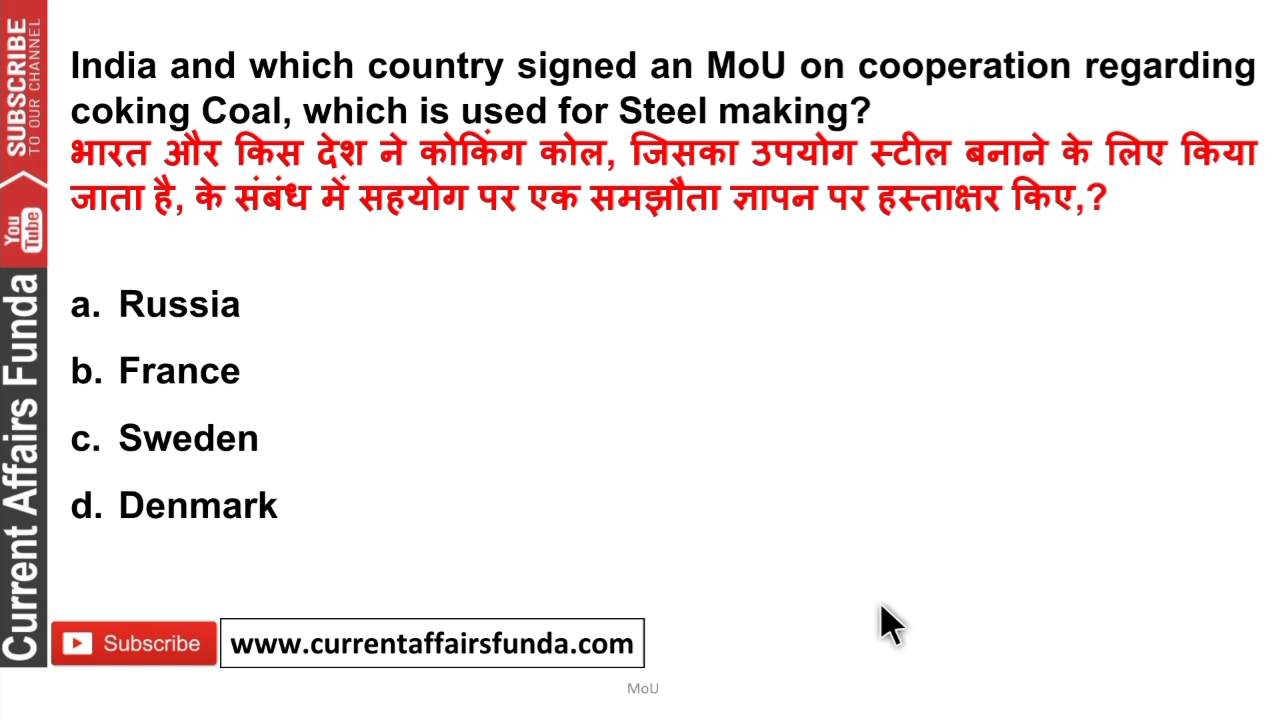 India and which country signed an MoU on cooperation regarding
coking Coal, which is used for Steel making?
भारत और किस देश ने कोकिंग कोल, जिसका उपयोग स्टील बनाने के लिए किया
जाता है, के संबंध में सहयोग पर एक समझौता ज्ञापन पर हस्ताक्षर किए,?
a. Russia
b. France
c. Sweden
d. Denmark
SUBSCRIBE
TO OUR CHANNEL
You
Tube
Current Affairs Funda
Subscribe
www.currentaffairsfunda.com
MoU